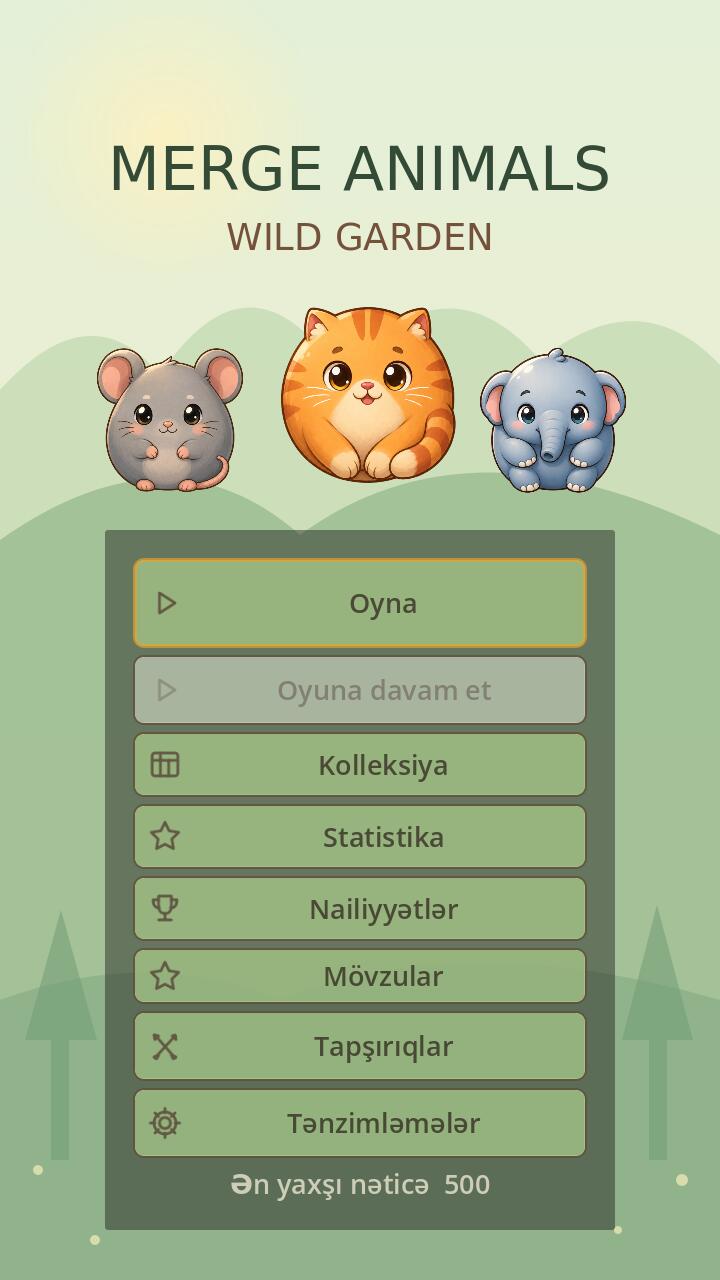 MERGE ANIMALS
WILD GARDEN
Oyna
Oyuna davam et
Kolleksiya
Statistika
Nailiyyətlər
Mövzular
Tapşırıqlar
Tənzimləmələr
Ən yaxşı nəticə 500